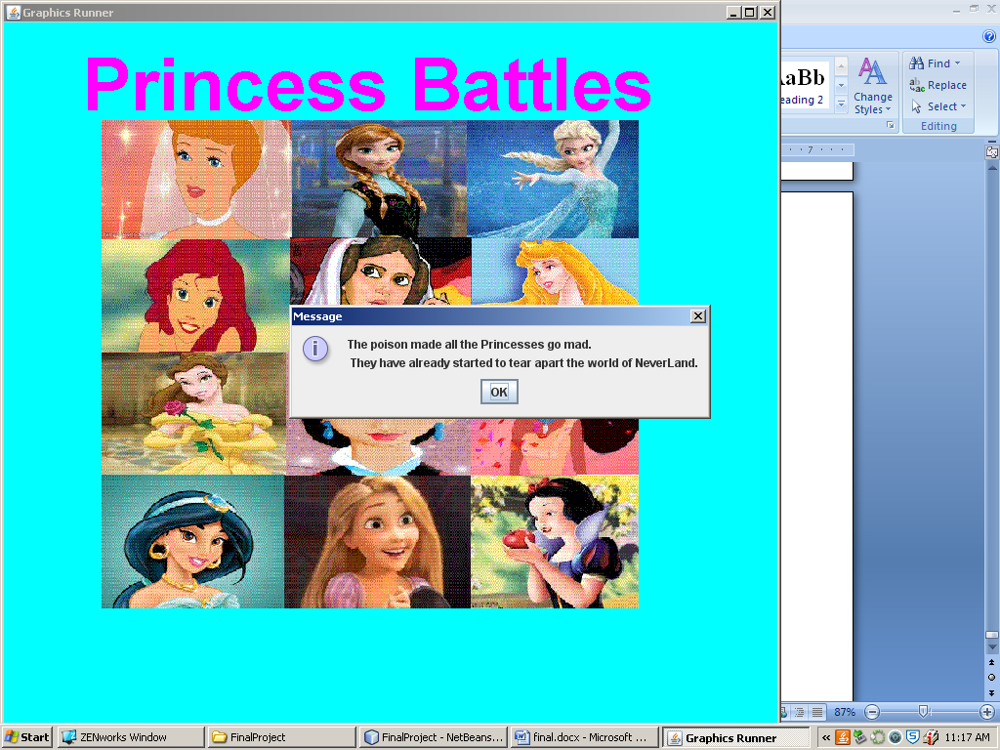 Graphics Runner
Princess Battles
AaBb
eading 2
Change
Styles
Find
Replace
Select
Editing
7
Message
The poison made all the Princesses go mad.
They have already started to tear apart the world of NeverLand.
OK
87%
Start
ZENworks Window
FinalProject
FinalProject - NetBeans...
final.docx - Microsoft ...
Graphics Runner
11:17 AM